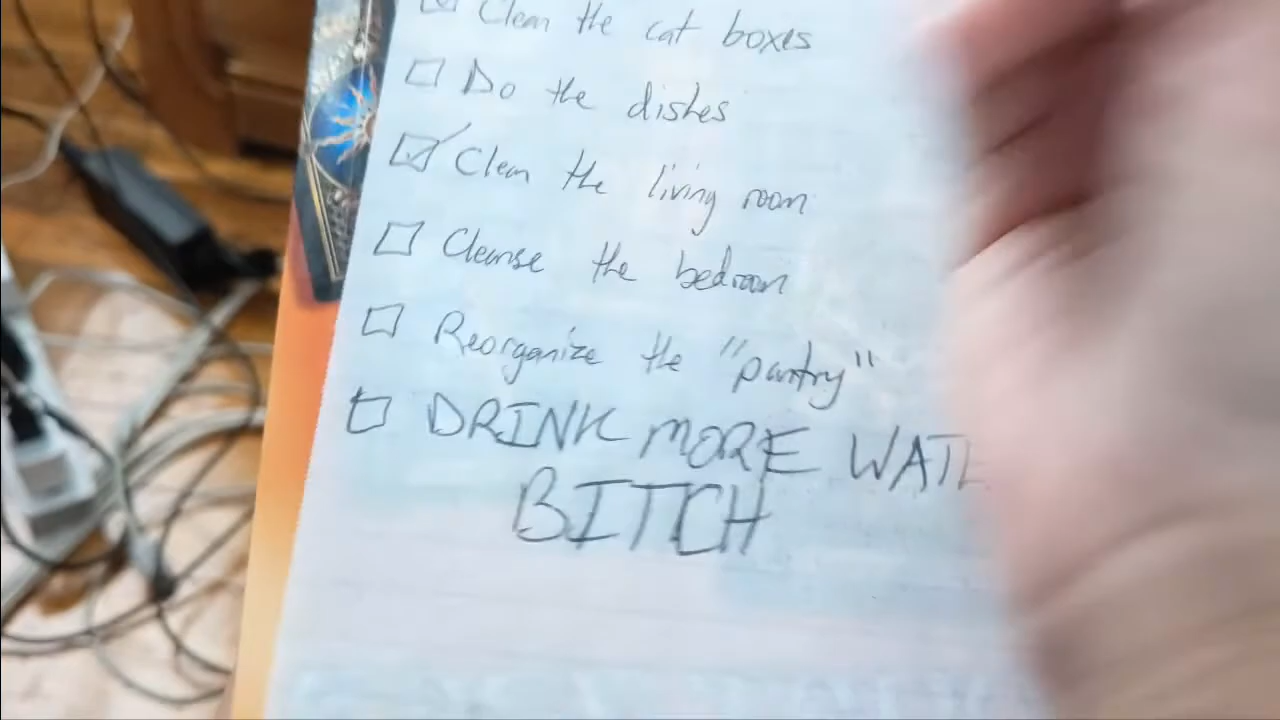 Clean the cat boxes
Do the dishes
Clean the living room
Cleanse the bedroom
Reorganize the "pantry"
DRINK MORE
BITCH